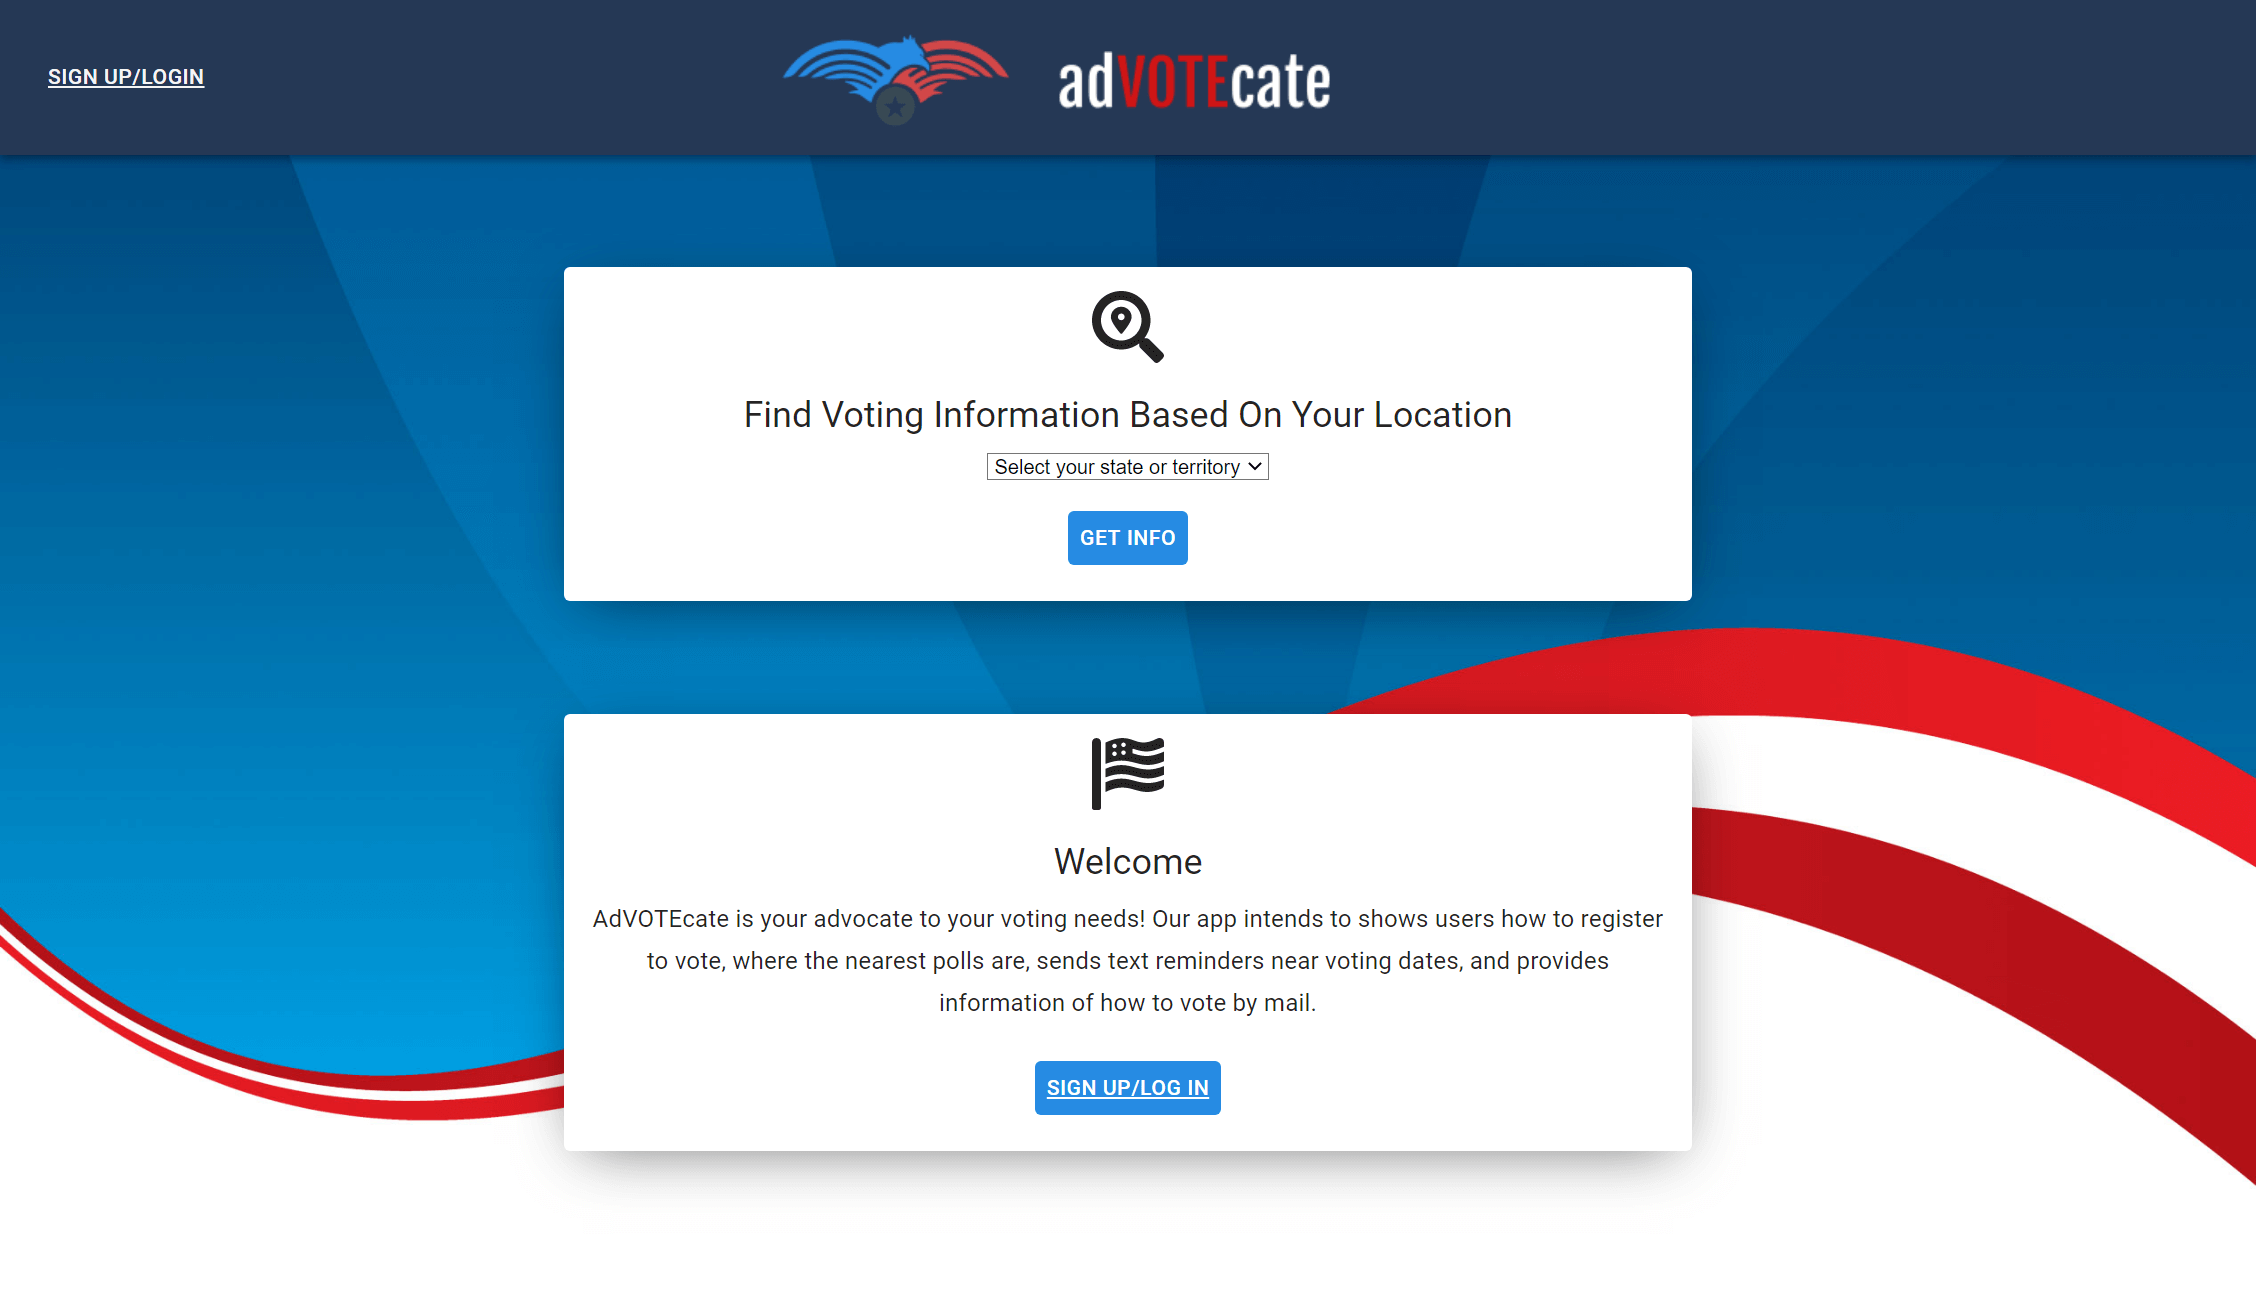 SIGN UP/LOGIN
adVOTEcate
Find Voting Information Based On Your Location
Select your state or territory
GET INFO
Welcome
AdVOTEcate is your advocate to your voting needs! Our app intends to shows users how to register
to vote, where the nearest polls are, sends text reminders near voting dates, and provides
information of how to vote by mail.
SIGN UP/LOG IN